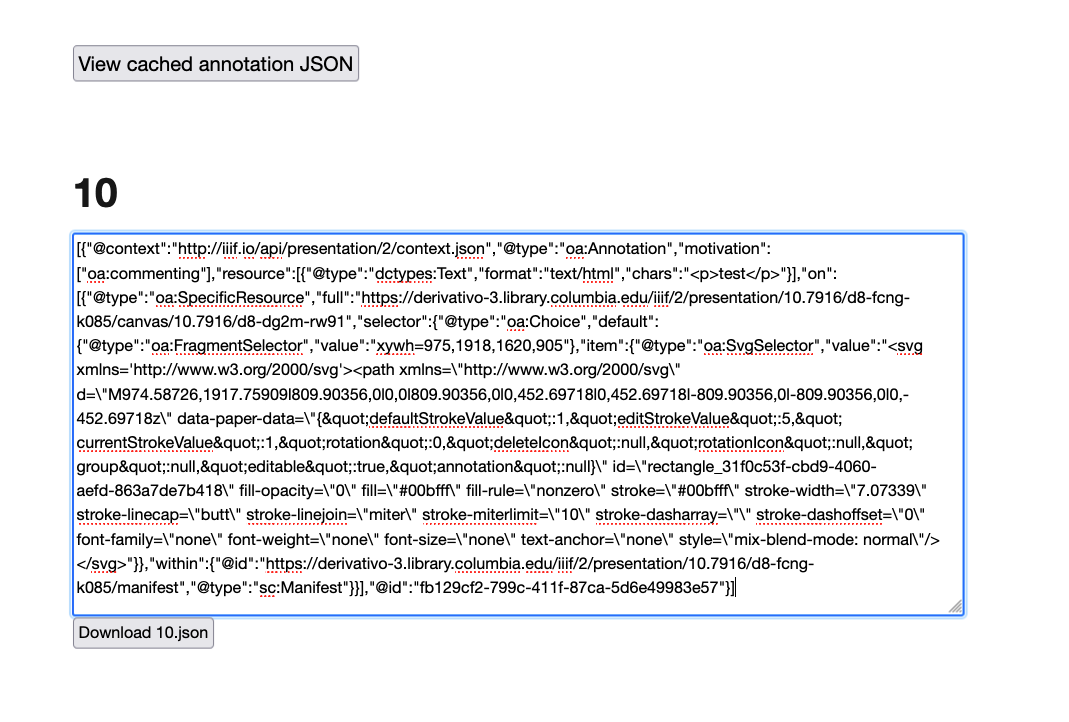 View cached annotation JSON
10
[{"@context":"http://iiif.io/api/presentation/2/context.json","@type":"oa:Annotation","motivation":
["oa:commenting"],"resource":[{"@type":"dctypes:Text","format":"text/html","chars":"<p>test</p>"}],"on":
[{"@type":"oa:SpecificResource","full":"https://derivativo-3.library.columbia.edu/iiif/2/presentation/10.7916/d8-fcng-
k085/canvas/10.7916/d8-dg2m-rw91","selector":{"@type":"oa:Choice","default":
{"@type":"oa:FragmentSelector","value":"xywh=975,1918,1620,905"},"item":{"@type":"oa:SvgSelector","value":"<svg
xmlns='http://www.w3.org/2000/svg'><path xmlns=\"http://www.w3.org/2000/svg\"
d=\"M974.58726,1917.75909l809.90356,0l0,0l809.90356,0l0,452.69718l0,452.69718l-809.90356,0l-809.90356,0l0,-
452.69718z\" data-paper-data=\"{&quot;defaultStrokeValue&quot;:1,&quot;editStrokeValue&quot;:5,&quot;
currentStrokeValue&quot;:1,&quot;rotation&quot;:0,&quot;deleteIcon&quot;:null,&quot;rotationIcon&quot;:null,&quot;
group&quot;:null,&quot;editable&quot;:true,&quot;annotation&quot;:null}\" id=\"rectangle_31f0c53f-cbd9-4060-
aefd-863a7de7b418\" fill-opacity=\"0\" fill=\"#00bfff\" fill-rule=\"nonzero\" stroke=\"#00bfff\" stroke-width=\"7.07339\"
stroke-linecap=\"butt\" stroke-linejoin=\"miter\" stroke-miterlimit=\"10\" stroke-dasharray=\"\" stroke-dashoffset=\"0\"
font-family=\"none\" font-weight=\"none\" font-size=\"none\" text-anchor=\"none\" style=\"mix-blend-mode: normal\"/>
</svg>"}},"within":{"@id":"https://derivativo-3.library.columbia.edu/iiif/2/presentation/10.7916/d8-fcng-
k085/manifest","@type":"sc:Manifest"}}],"@id":"fb129cf2-799c-411f-87ca-5d6e49983e57"}]
Download 10.json